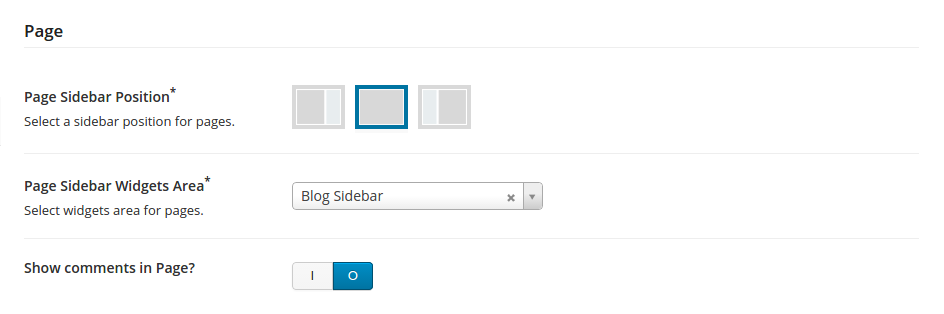 Page
Page Sidebar Position*
Select a sidebar position for pages.
Page Sidebar Widgets Area*
Select widgets area for pages.
Blog Sidebar
Show comments in Page?
I O